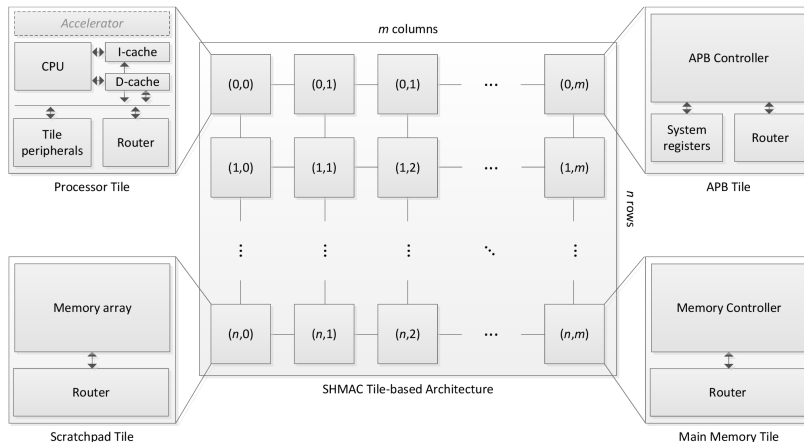 Accelerator
CPU
I-cache
D-cache
Tile
peripherals
Router
Processor Tile
m columns
(0,0)
(0,1)
(0,1)
...
(0,m)
(1,0)
(1,1)
(1,2)
...
(1,m)
n rows
(n,0)
(n,1)
(n,2)
...
(n,m)
SHMAC Tile-based Architecture
APB Controller
System
registers
Router
APB Tile
Memory array
Router
Scratchpad Tile
Memory Controller
Router
Main Memory Tile